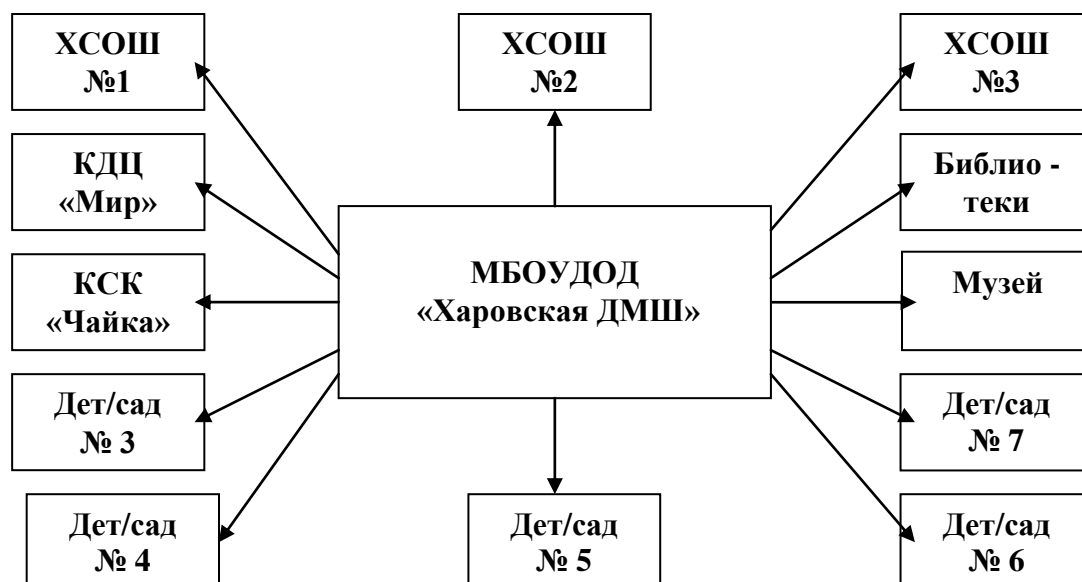 ХСОШ
№1
ХСОШ
№2
ХСОШ
№3
КДЦ
«Мир»
Библио -
теки
МБОУДОД
«Харовская ДМШ»
КСК
«Чайка»
Музей
Дет/сад
№ 3
Дет/сад
№ 7
Дет/сад
№ 4
Дет/сад
№ 5
Дет/сад
№ 6